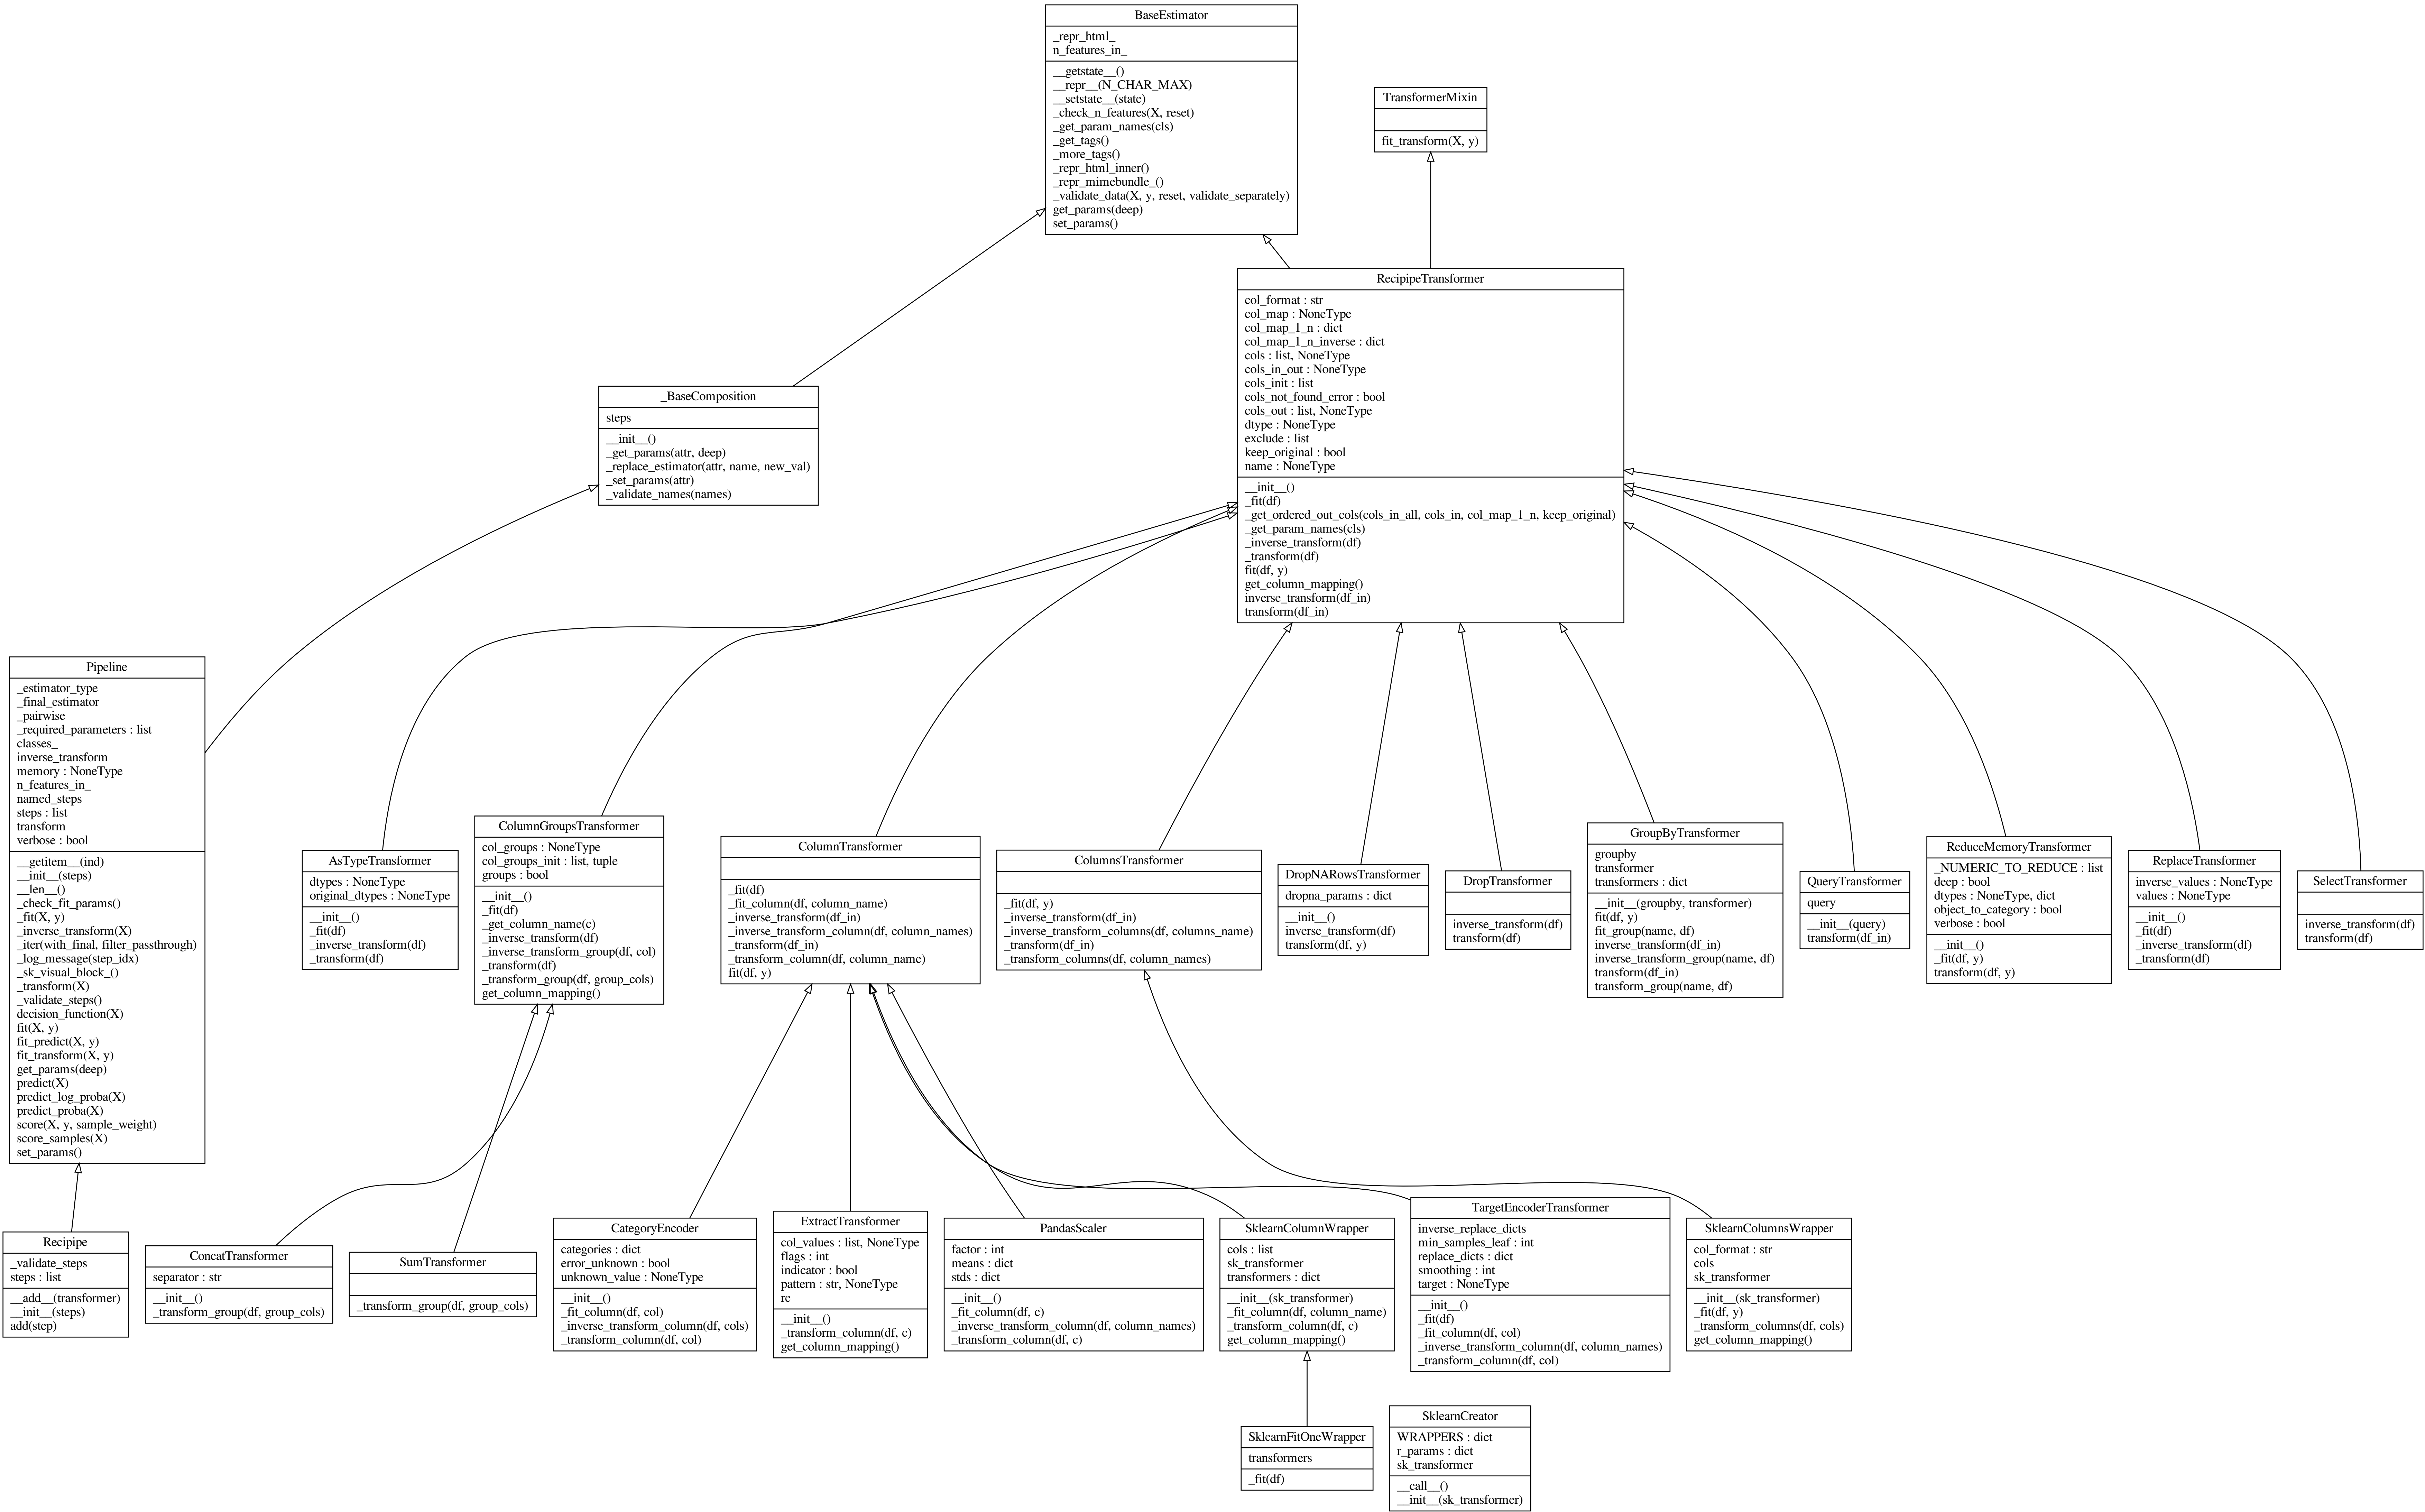 BaseEstimator
_repr_html_
n_features_in_
__getstate__()
__repr__(N_CHAR_MAX)
__setstate__(state)
_check_n_features(X, reset)
_get_param_names(cls)
_get_tags()
_more_tags()
_repr_html_inner()
_repr_mimebundle_()
_validate_data(X, y, reset, validate_separately)
get_params(deep)
set_params()
TransformerMixin
fit_transform(X, y)
RecipipeTransformer
col_format : str
col_map : NoneType
col_map_1_n : dict
col_map_1_n_inverse : dict
cols : list, NoneType
cols_in_out : NoneType
cols_init : list
cols_not_found_error : bool
cols_out : list, NoneType
dtype : NoneType
exclude : list
keep_original : bool
name : NoneType
__init__()
_fit(df)
_get_ordered_out_cols(cols_in_all, cols_in, col_map_1_n, keep_original)
_get_param_names(cls)
_inverse_transform(df)
_transform(df)
fit(df, y)
get_column_mapping()
inverse_transform(df_in)
transform(df_in)
_BaseComposition
steps
__init__()
_get_params(attr, deep)
_replace_estimator(attr, name, new_val)
_set_params(attr)
_validate_names(names)
Pipeline
_estimator_type
_final_estimator
_pairwise
_required_parameters : list
classes_
inverse_transform
memory : NoneType
n_features_in_
named_steps
steps : list
transform
verbose : bool
__getitem__(ind)
__init__(steps)
__len__()
_check_fit_params()
_fit(X, y)
_inverse_transform(X)
_iter(with_final, filter_passthrough)
_log_message(step_idx)
_sk_visual_block_()
_transform(X)
_validate_steps()
decision_function(X)
fit(X, y)
fit_predict(X, y)
fit_transform(X, y)
get_params(deep)
predict(X)
predict_log_proba(X)
predict_proba(X)
score(X, y, sample_weight)
score_samples(X)
set_params()
AsTypeTransformer
dtypes : NoneType
original_dtypes : NoneType
__init__()
_fit(df)
_inverse_transform(df)
_transform(df)
ColumnGroupsTransformer
col_groups : NoneType
col_groups_init : list, tuple
groups : bool
__init__()
_fit(df)
_get_column_name(c)
_inverse_transform(df)
_inverse_transform_group(df, col)
_transform(df)
_transform_group(df, group_cols)
get_column_mapping()
ColumnTransformer
_fit(df)
_fit_column(df, column_name)
_inverse_transform(df_in)
_inverse_transform_column(df, column_names)
_transform(df_in)
_transform_column(df, column_name)
fit(df, y)
ColumnsTransformer
_fit(df, y)
_inverse_transform(df_in)
_inverse_transform_columns(df, columns_name)
_transform(df_in)
_transform_columns(df, column_names)
DropNARowsTransformer
dropna_params : dict
__init__()
inverse_transform(df)
transform(df, y)
DropTransformer
inverse_transform(df)
transform(df)
GroupByTransformer
groupby
transformer
transformers : dict
__init__(groupby, transformer)
fit(df, y)
fit_group(name, df)
inverse_transform(df_in)
inverse_transform_group(name, df)
transform(df_in)
transform_group(name, df)
QueryTransformer
query
__init__(query)
transform(df_in)
ReduceMemoryTransformer
_NUMERIC_TO_REDUCE : list
deep : bool
dtypes : NoneType, dict
object_to_category : bool
verbose : bool
__init__()
_fit(df, y)
transform(df, y)
ReplaceTransformer
inverse_values : NoneType
values : NoneType
__init__()
_fit(df)
_inverse_transform(df)
_transform(df)
SelectTransformer
inverse_transform(df)
transform(df)
Recipipe
_validate_steps
steps : list
__add__(transformer)
__init__(steps)
add(step)
ConcatTransformer
separator : str
__init__()
_transform_group(df, group_cols)
SumTransformer
_transform_group(df, group_cols)
CategoryEncoder
categories : dict
error_unknown : bool
unknown_value : NoneType
__init__()
_fit_column(df, col)
_inverse_transform_column(df, cols)
_transform_column(df, col)
ExtractTransformer
col_values : list, NoneType
flags : int
indicator : bool
pattern : str, NoneType
re
__init__()
_transform_column(df, c)
get_column_mapping()
PandasScaler
factor : int
means : dict
stds : dict
__init__()
_fit_column(df, c)
_inverse_transform_column(df, column_names)
_transform_column(df, c)
SklearnColumnWrapper
cols : list
sk_transformer
transformers : dict
__init__(sk_transformer)
_fit_column(df, column_name)
_transform_column(df, c)
get_column_mapping()
TargetEncoderTransformer
inverse_replace_dicts
min_samples_leaf : int
replace_dicts : dict
smoothing : int
target : NoneType
__init__()
_fit(df)
_fit_column(df, col)
_inverse_transform_column(df, column_names)
_transform_column(df, col)
SklearnColumnsWrapper
col_format : str
cols
sk_transformer
__init__(sk_transformer)
_fit(df, y)
_transform_columns(df, cols)
get_column_mapping()
SklearnFitOneWrapper
transformers
_fit(df)
SklearnCreator
WRAPPERS : dict
r_params : dict
sk_transformer
__call__()
__init__(sk_transformer)